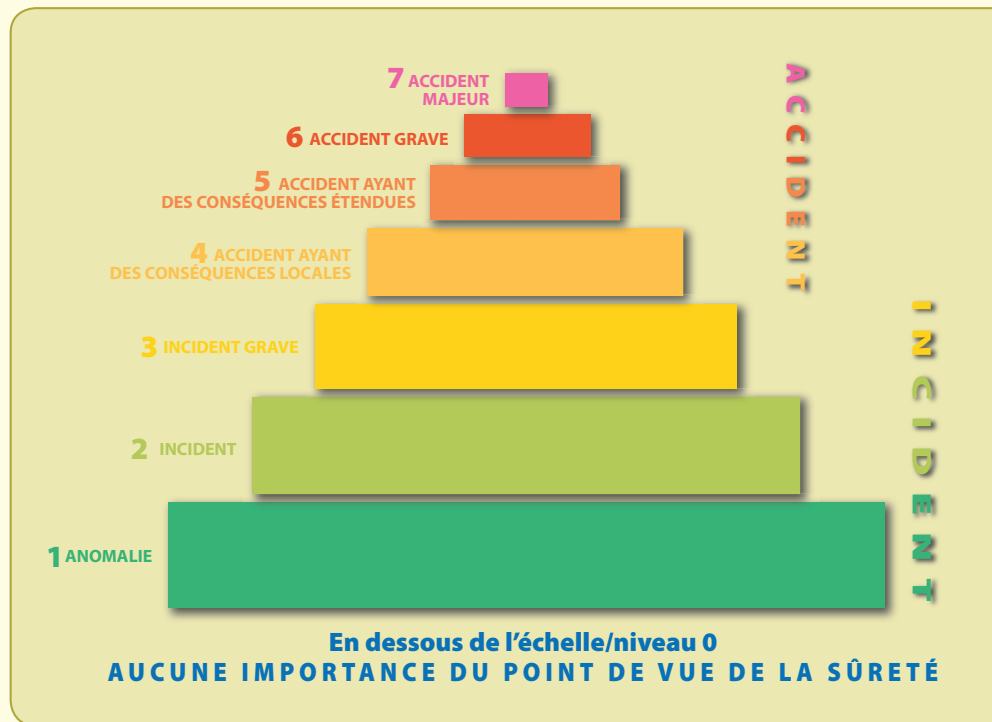 7 ACCIDENT
MAJEUR
6 ACCIDENT GRAVE
5 ACCIDENT AYANT
DES CONSÉQUENCES ÉTENDUES
4 ACCIDENT AYANT
DES CONSÉQUENCES LOCALES
3 INCIDENT GRAVE
2 INCIDENT
1 ANOMALIE
ACCIDENT
INCIDENT
En dessous de l’échelle/niveau 0
AUCUNE IMPORTANCE DU POINT DE VUE DE LA SÛRETÉ